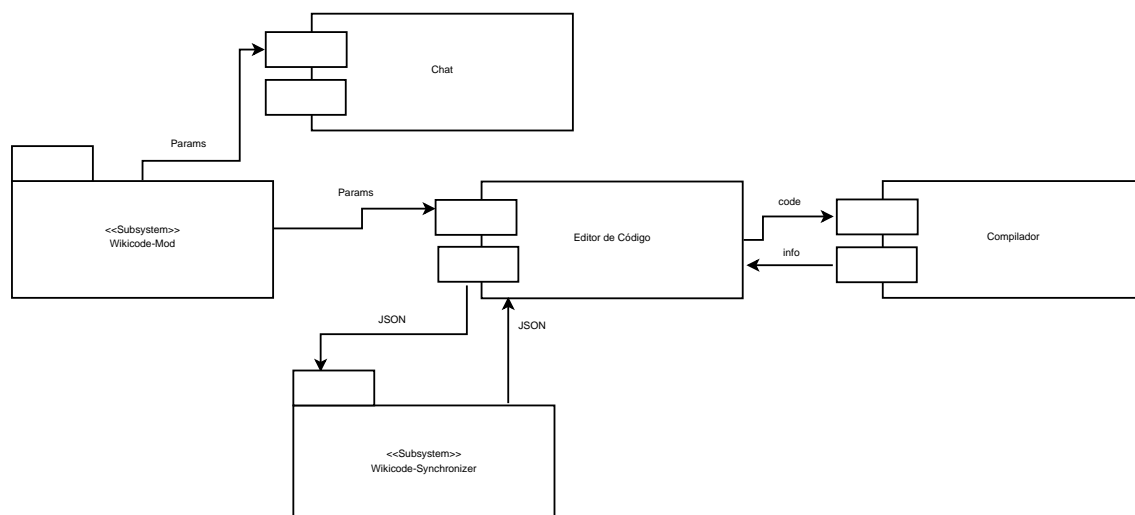 Chat
Params
Params
<<Subsystem>>
Wikicode-Mod
Editor de Código
code
info
Compilador
JSON
JSON
<<Subsystem>>
Wikicode-Synchronizer